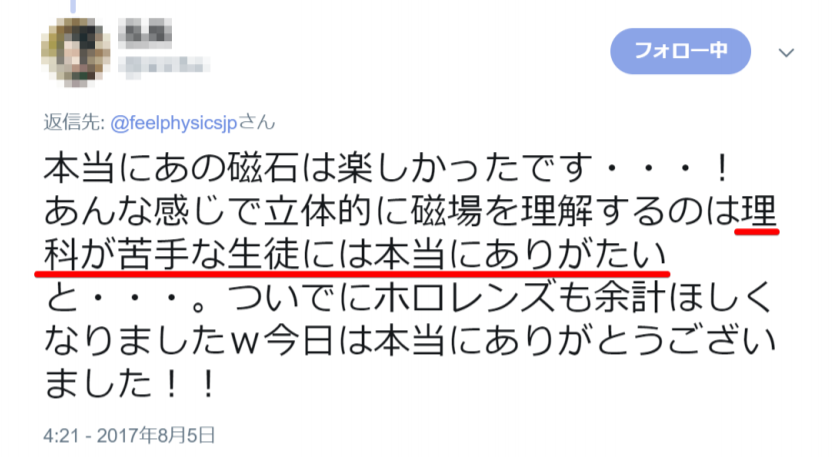 フォロー中
返信先: @feelphysicsjpさん
本当にあの磁石は楽しかったです・・・！
あんな感じで立体的に磁場を理解するのは理
科が苦手な生徒には本当にありがたい
と・・・。ついでにホロレンズも余計ほしく
なりましたｗ今日は本当にありがとうござい
ました！！
4:21 - 2017年8月5日